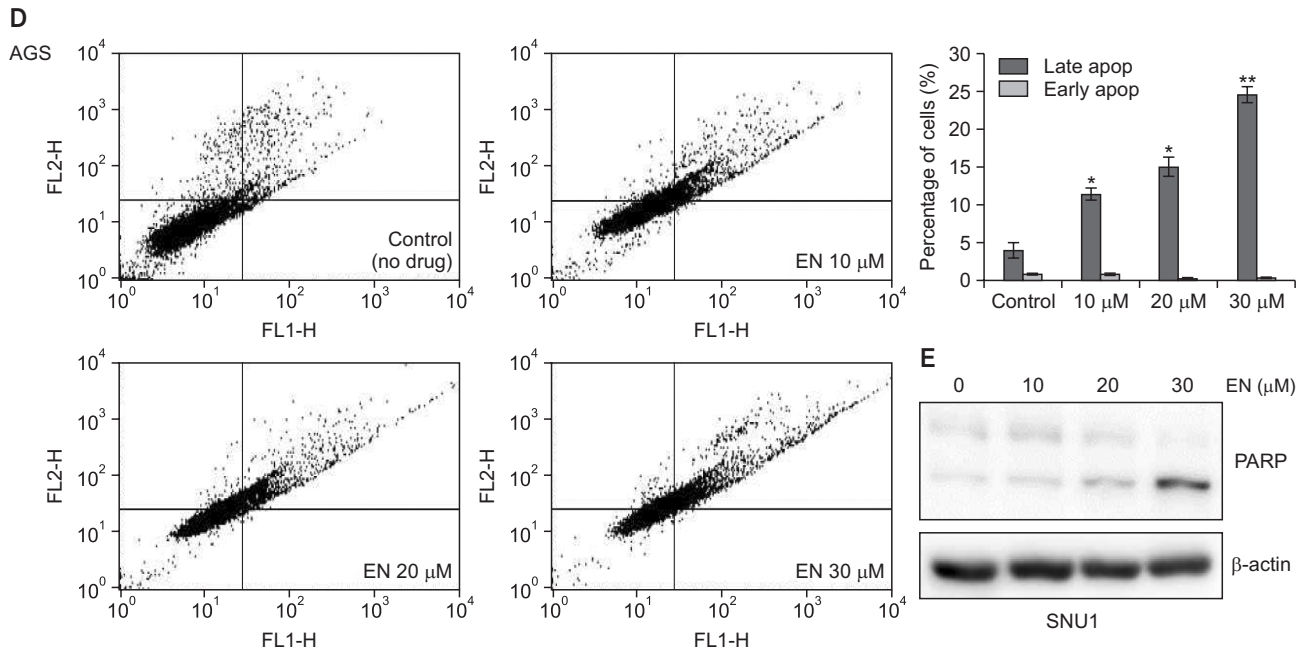 D
AGS
10⁴
10³
10²
10¹
10⁰
FL2-H
Control
(no drug)
10⁰ 10¹ 10² 10³ 10⁴
FL1-H
10⁴
10³
10²
10¹
10⁰
FL2-H
EN 10 μM
10⁰ 10¹ 10² 10³ 10⁴
FL1-H
30
25
20
15
10
5
0
Percentage of cells (%)
Late apop
Early apop
*
*
**
Control 10 μM 20 μM 30 μM
10⁴
10³
10²
10¹
10⁰
FL2-H
EN 20 μM
10⁰ 10¹ 10² 10³ 10⁴
FL1-H
10⁴
10³
10²
10¹
10⁰
FL2-H
EN 30 μM
10⁰ 10¹ 10² 10³ 10⁴
FL1-H
E
0 10 20 30 EN (μM)
PARP
β-actin
SNU1